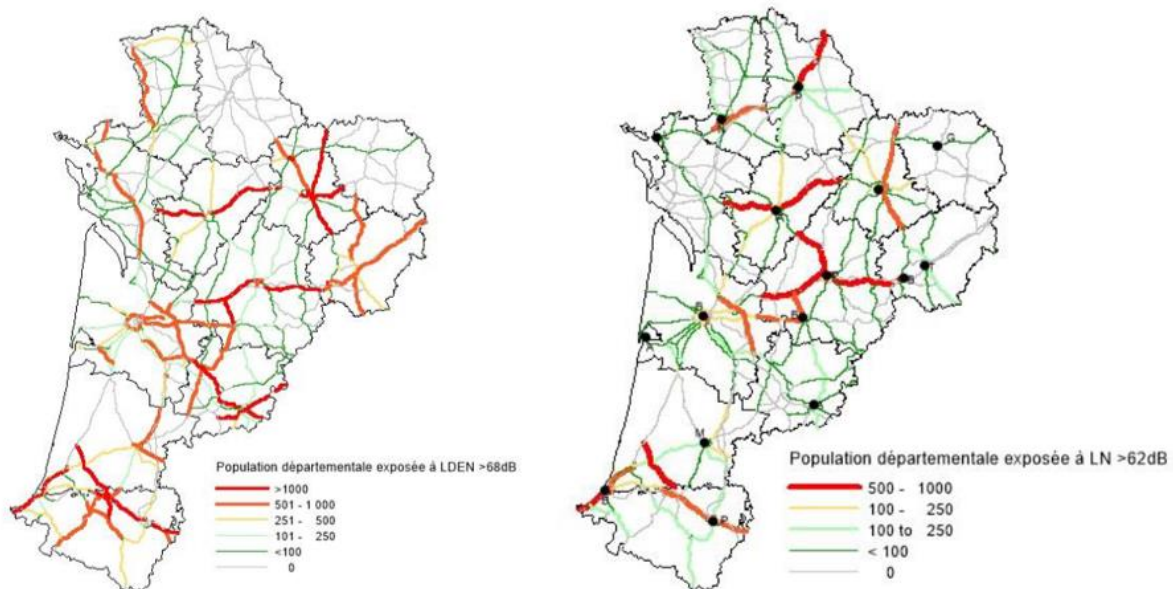 Population départementale exposée à LDEN >68dB
>1000
501 - 1 000
251 - 500
101 - 250
<100
0
P
G
B
B
B
A
M
P
Population départementale exposée à LN >62dB
500 - 1000
100 - 250
100 to 250
< 100
0